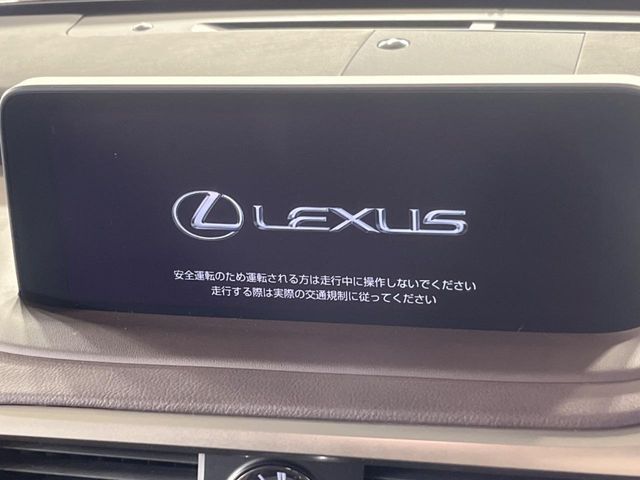 LEXUS
安全運転のため運転される方は走行中に操作しないでください
走行する際は実際の交通規制に従ってください